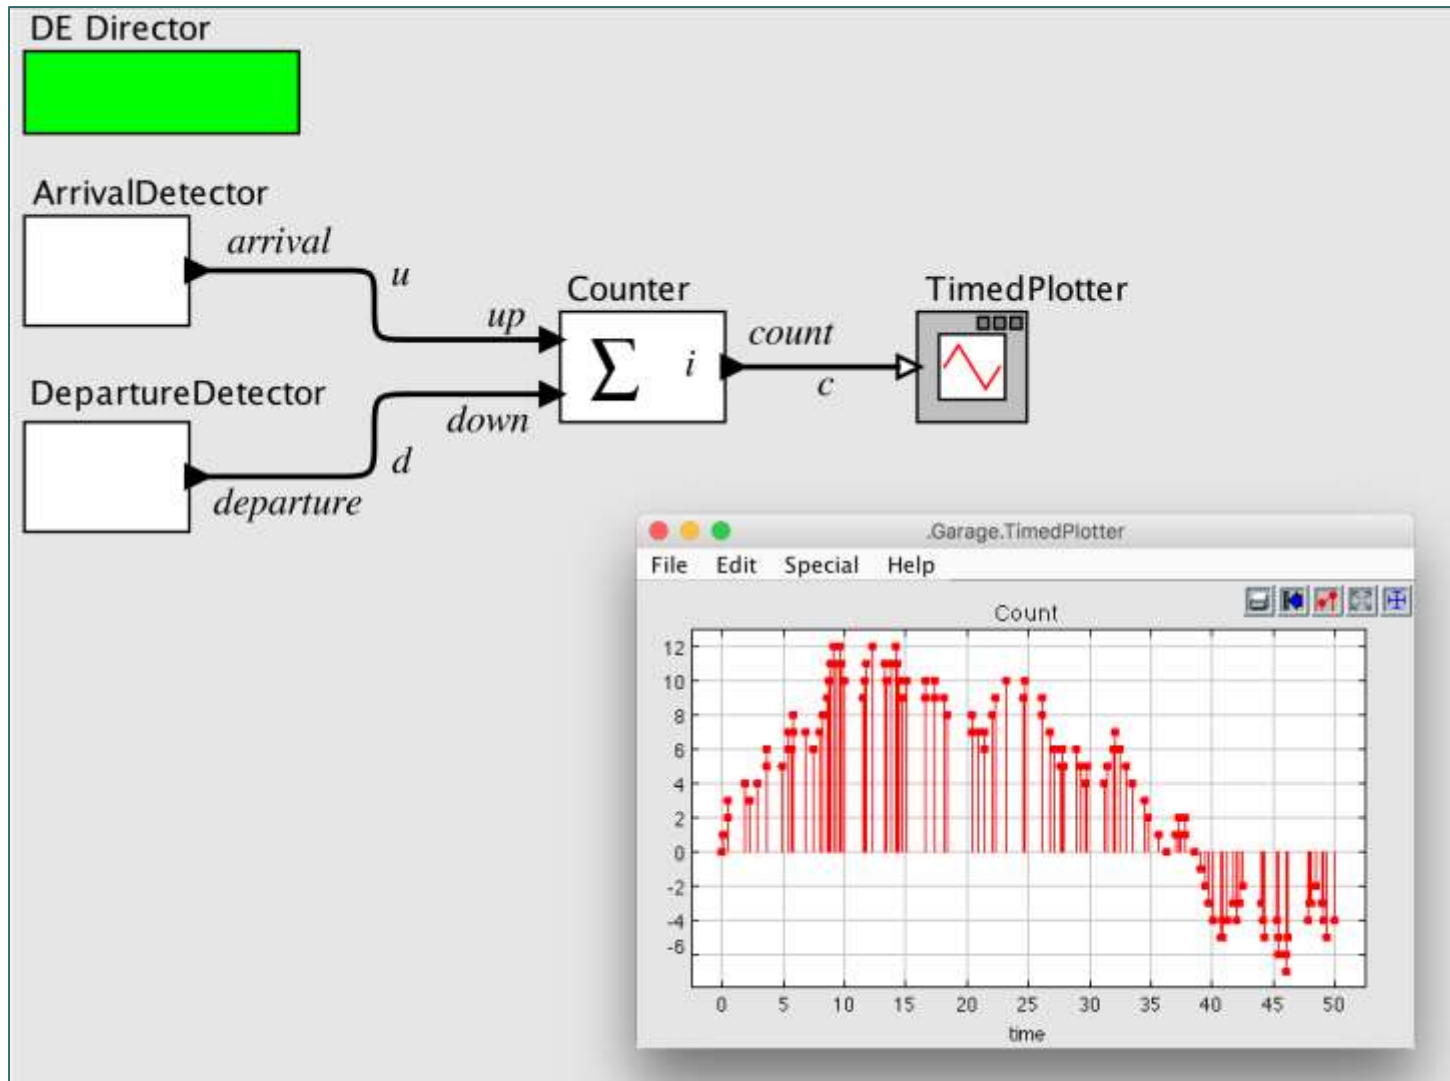 DE Director
ArrivalDetector
arrival
u
up
Counter
Σ i
count
c
TimedPlotter
DepartureDetector
down
d
departure
.Garage.TimedPlotter
File Edit Special Help
Count
12
10
8
6
4
2
0
-2
-4
-6
0 5 10 15 20 25 30 35 40 45 50
time